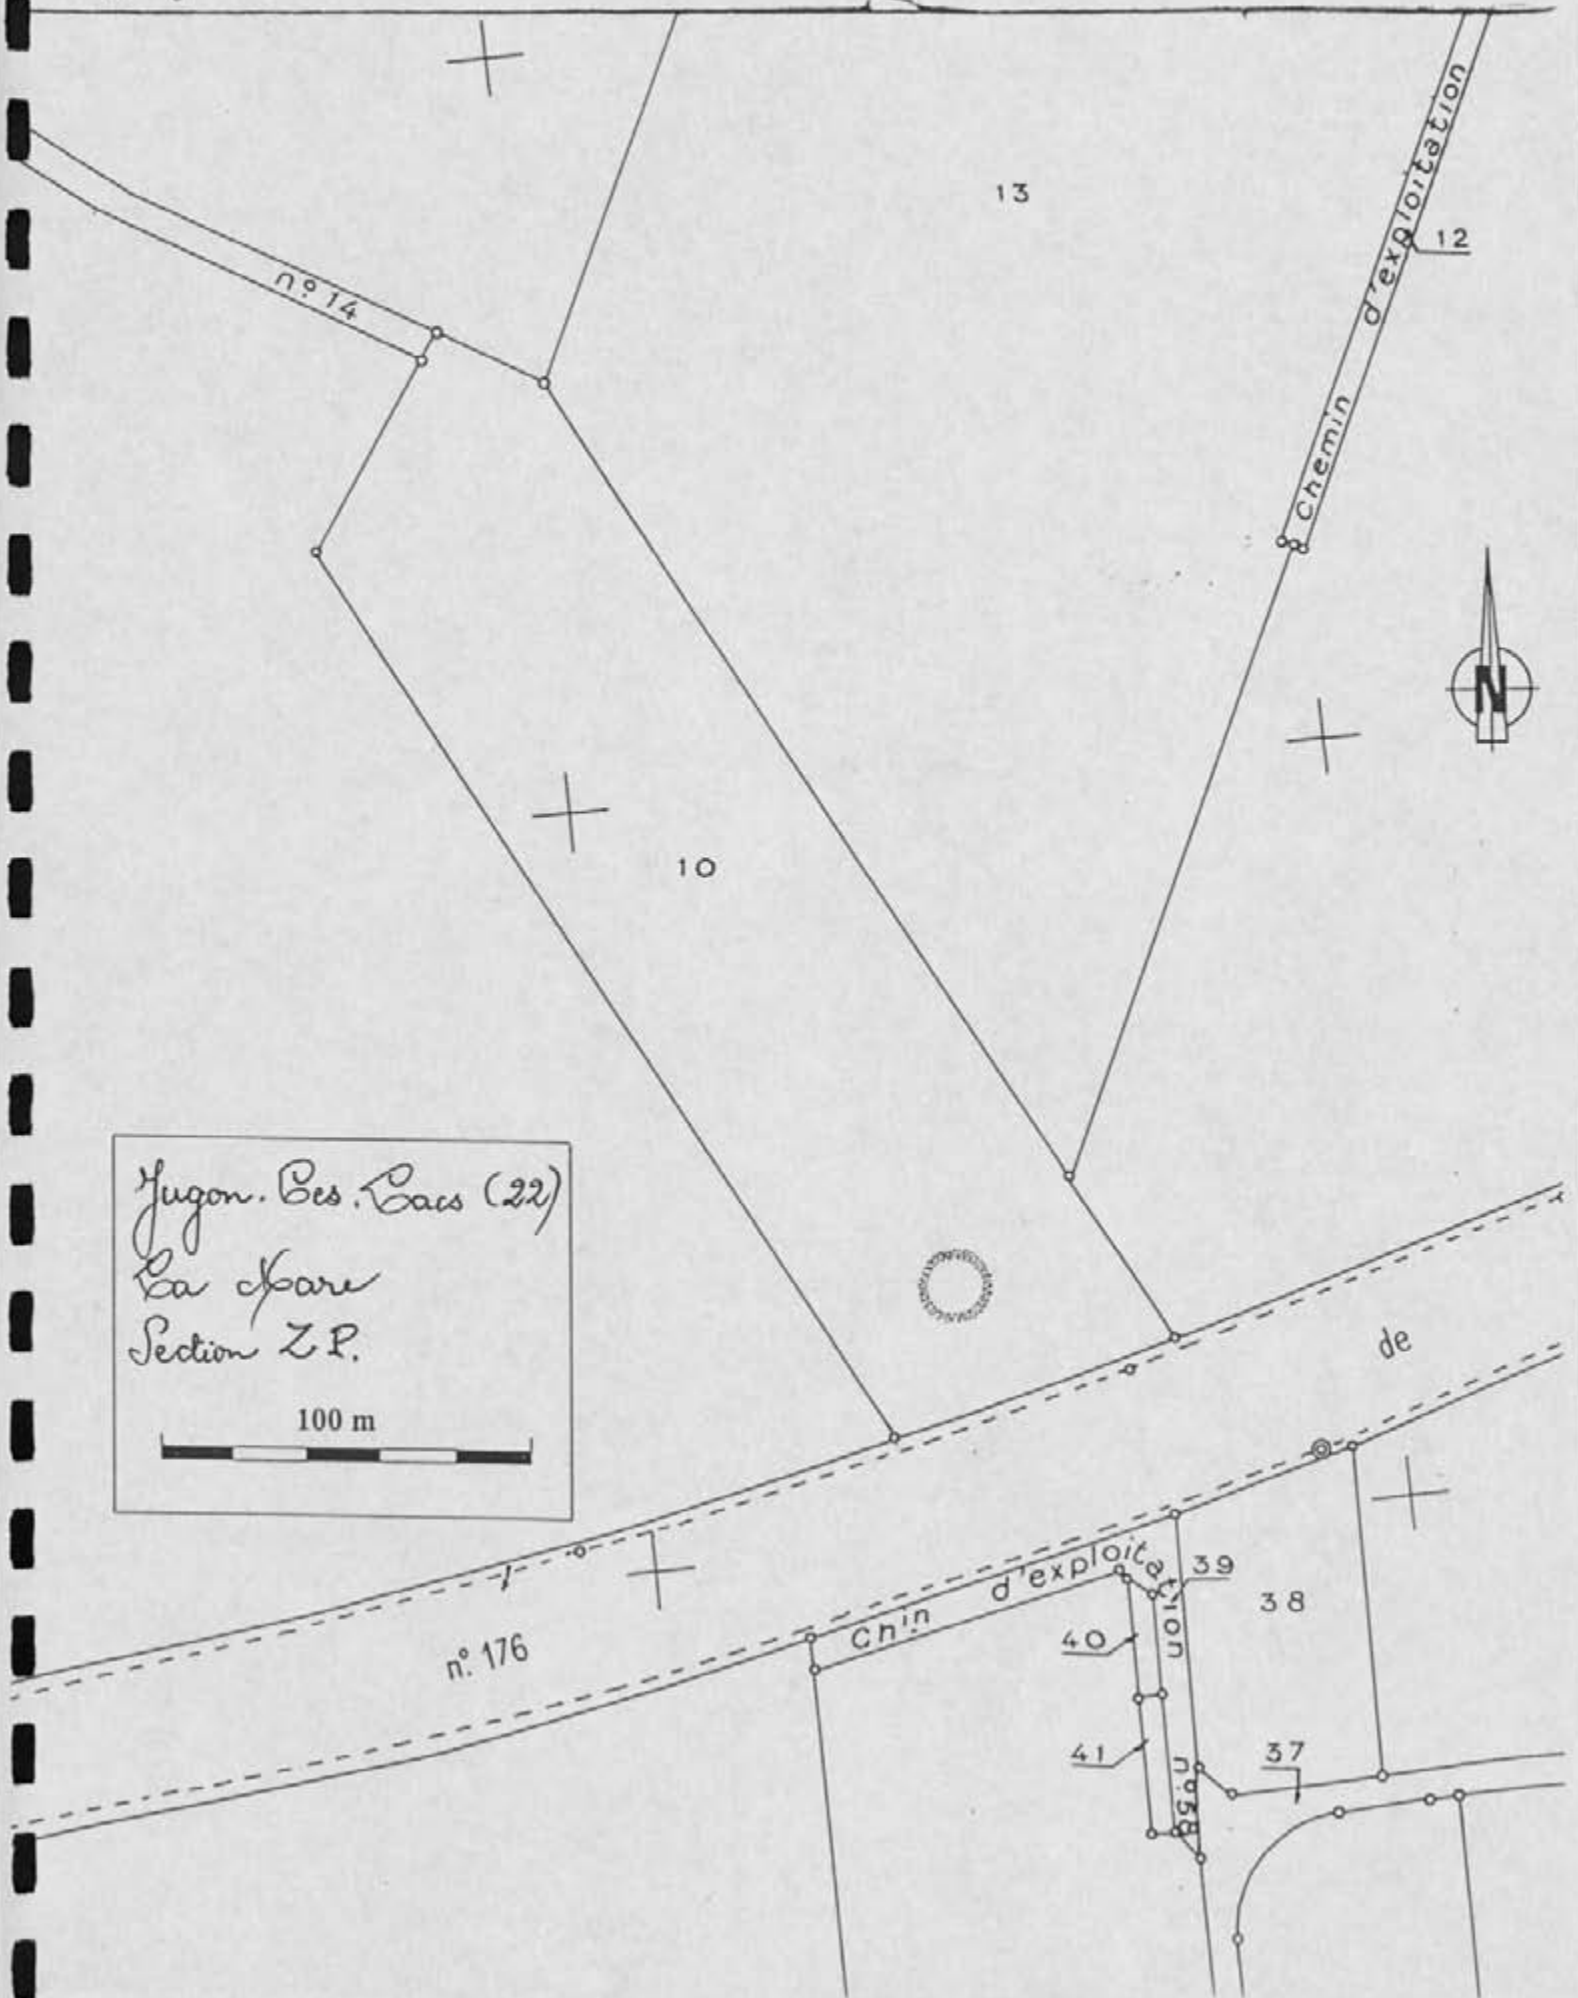 13
Chemin d'exploitation
12
n° 14
N
10
Jugon. Les. Lacs (22)
La Mare
Section Z P.
100 m
de
n° 176
Ch in d'exploitation n° 58
39
38
40
41
37